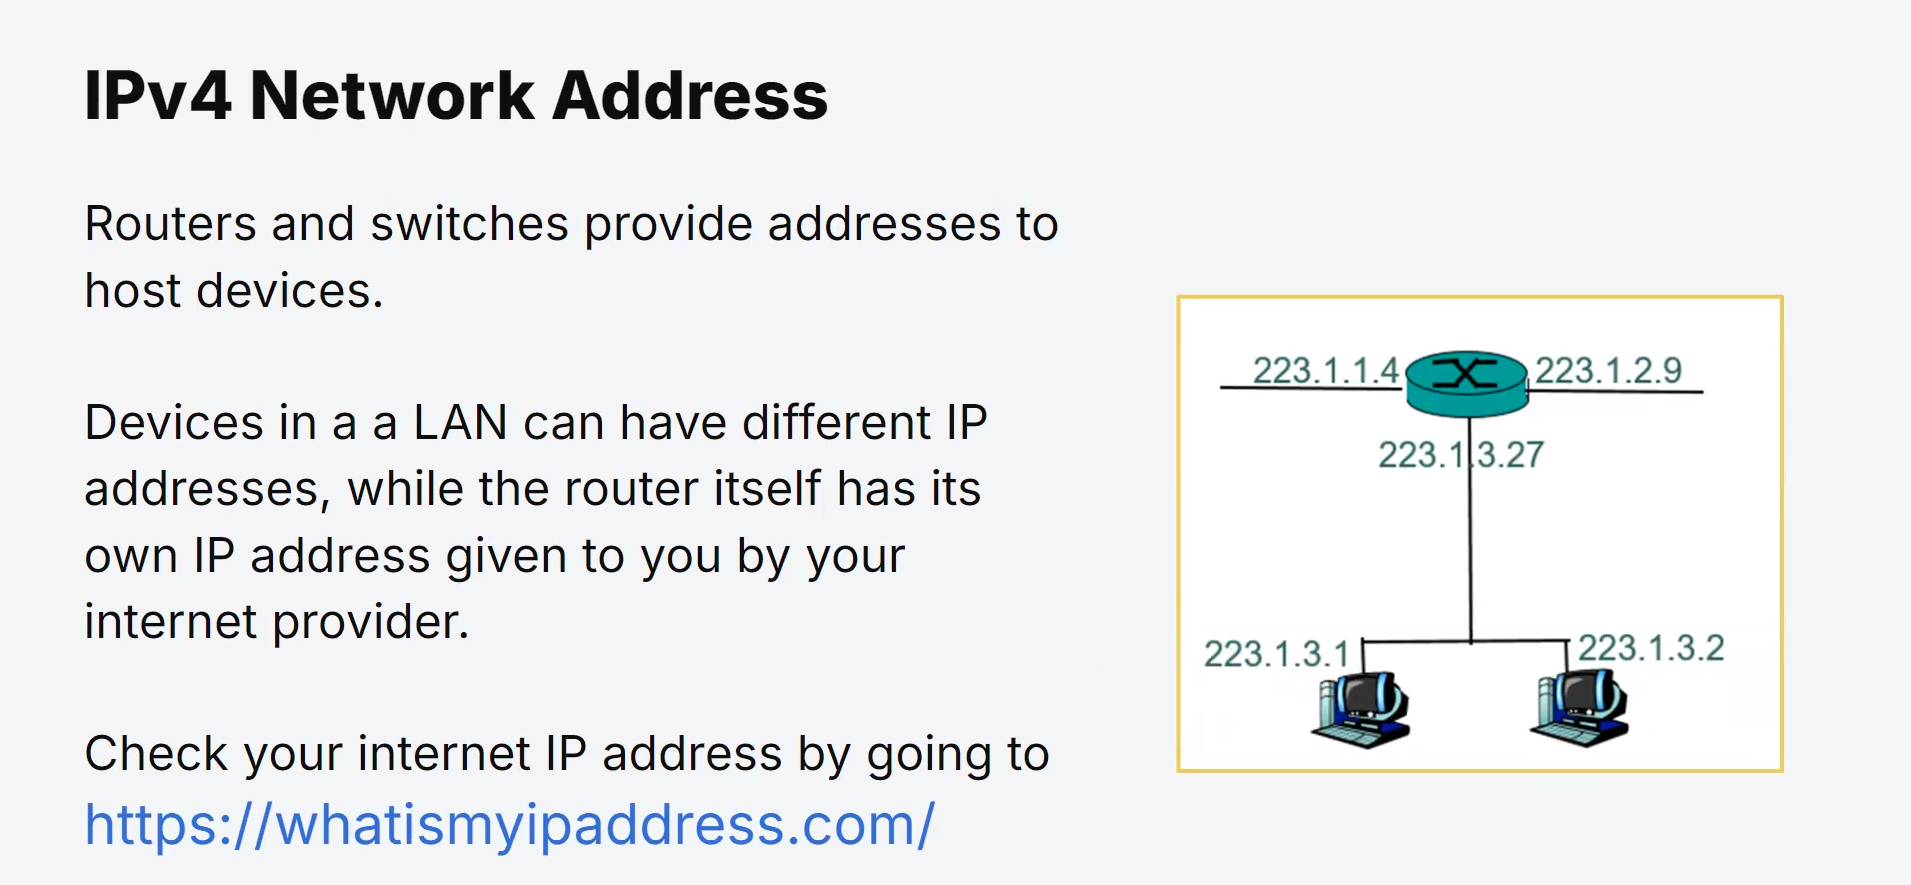 IPv4 Network Address
Routers and switches provide addresses to
host devices.
Devices in a a LAN can have different IP
addresses, while the router itself has its
own IP address given to you by your
internet provider.
Check your internet IP address by going to
https://whatismyipaddress.com/
223.1.1.4
223.1.2.9
223.1.3.27
223.1.3.1
223.1.3.2